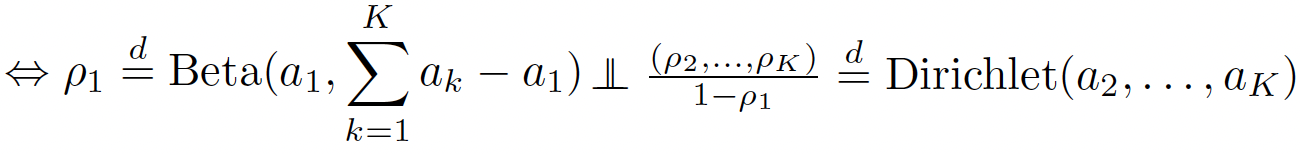 ⇔ ρ₁ =ᵈ Beta(a₁, ∑ₖ₌₁ᴷ aₖ − a₁) ⫫ (ρ₂,…,ρ_K)/(1−ρ₁) =ᵈ Dirichlet(a₂, …, a_K)